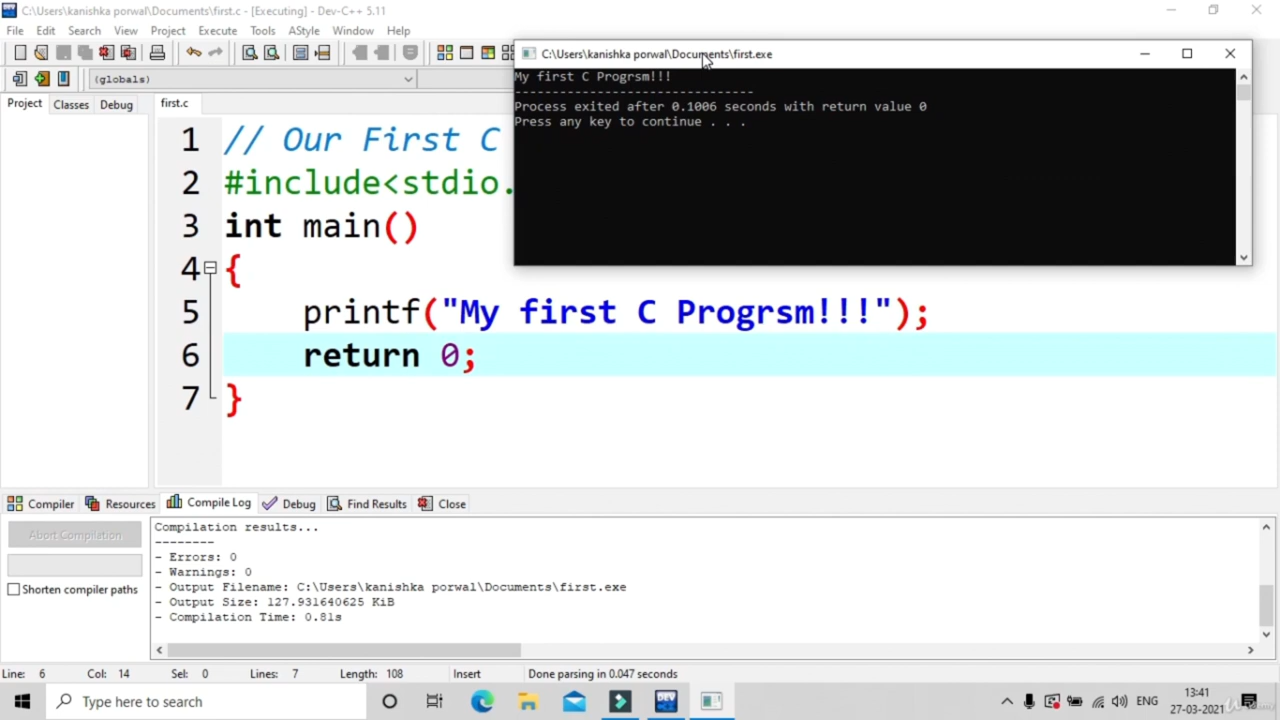 C:\Users\kanishka porwal\Documents\first.c - [Executing] - Dev-C++ 5.11
File Edit Search View Project Execute Tools AStyle Window Help
(globals)
Project Classes Debug
first.c
1 // Our First C
2 #include<stdio.
3 int main()
4 {
5 printf("My first C Progrsm!!!");
6 return 0;
7 }
C:\Users\kanishka porwal\Documents\first.exe
My first C Progrsm!!!
--------------------------------
Process exited after 0.1006 seconds with return value 0
Press any key to continue . . .
Compiler Resources Compile Log Debug Find Results Close
Abort Compilation
Shorten compiler paths
Compilation results...
--------
- Errors: 0
- Warnings: 0
- Output Filename: C:\Users\kanishka porwal\Documents\first.exe
- Output Size: 127.931640625 KiB
- Compilation Time: 0.81s
Line: 6 Col: 14 Sel: 0 Lines: 7 Length: 108 Insert Done parsing in 0.047 seconds
Type here to search
DEV
ENG
13:41
27-03-2021
Udemy